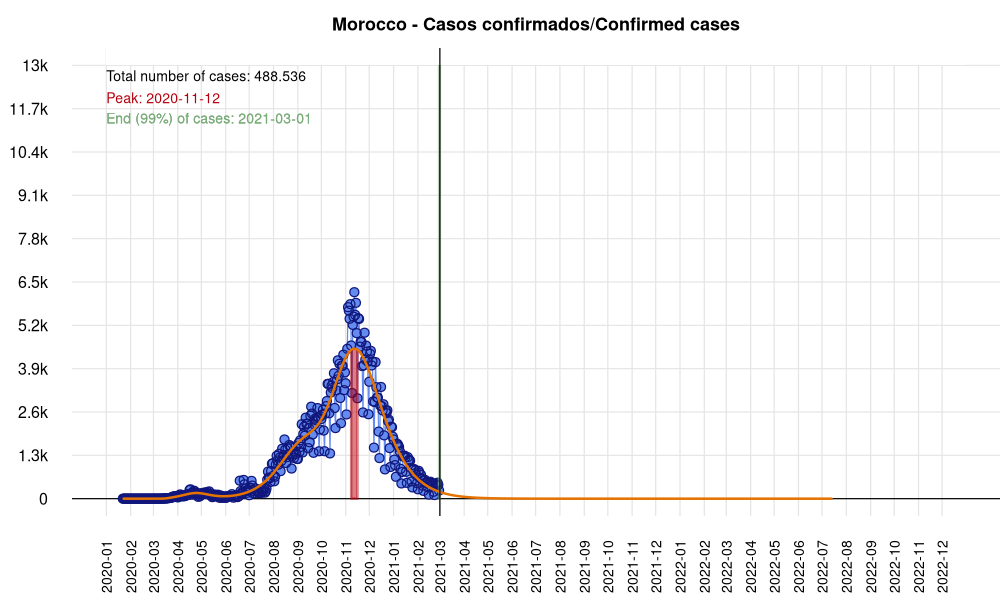 Morocco - Casos confirmados/Confirmed cases
Total number of cases: 488.536
Peak: 2020-11-12
End (99%) of cases: 2021-03-01
13k
11.7k
10.4k
9.1k
7.8k
6.5k
5.2k
3.9k
2.6k
1.3k
0
2020-01
2020-02
2020-03
2020-04
2020-05
2020-06
2020-07
2020-08
2020-09
2020-10
2020-11
2020-12
2021-01
2021-02
2021-03
2021-04
2021-05
2021-06
2021-07
2021-08
2021-09
2021-10
2021-11
2021-12
2022-01
2022-02
2022-03
2022-04
2022-05
2022-06
2022-07
2022-08
2022-09
2022-10
2022-11
2022-12